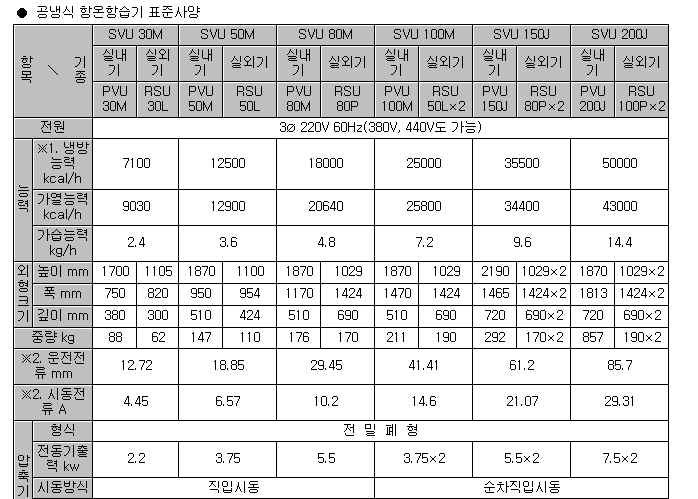 ● 공냉식 항온항습기 표준사양
항목 ＼ 기종 SVU 30M SVU 50M SVU 80M SVU 100M SVU 150J SVU 200J
실내기 실외기 실내기 실외기 실내기 실외기 실내기 실외기 실내기 실외기 실내기 실외기
PVU 30M RSU 30L PVU 50M RSU 50L PVU 80M RSU 80P PVU 100M RSU 50L×2 PVU 150J RSU 80P×2 PVU 200J RSU 100P×2
전원 3ø 220V 60Hz(380V, 440V도 가능)
능력 ※1. 냉방능력 kcal/h 7100 12500 18000 25000 35500 50000
가열능력 kcal/h 9030 12900 20640 25800 34400 43000
가습능력 kg/h 2.4 3.6 4.8 7.2 9.6 14.4
외형크기 높이 mm 1700 1105 1870 1100 1870 1029 1870 1029 2190 1029×2 1870 1029×2
폭 mm 750 820 950 954 1170 1424 1470 1424 1465 1424×2 1813 1424×2
깊이 mm 380 300 510 424 510 690 510 690 720 690×2 720 690×2
중량 kg 88 62 147 110 176 170 211 190 292 170×2 857 190×2
※2. 운전전류 mm 12.72 18.85 29.45 41.41 61.2 85.7
※2. 시동전류 A 4.45 6.57 10.2 14.6 21.07 29.31
압축기 형식 전 밀 폐 형
전동기출력 kw 2.2 3.75 5.5 3.75×2 5.5×2 7.5×2
시동방식 직입시동 순차직입시동